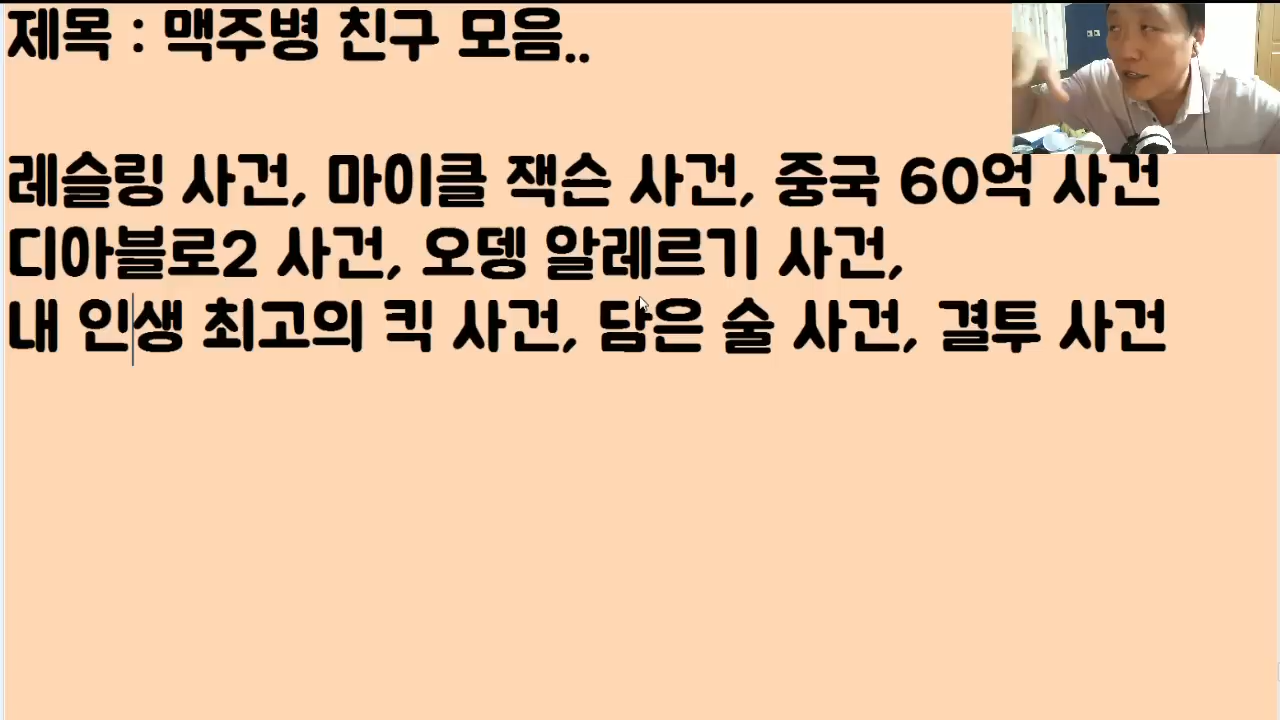 제목 : 맥주병 친구 모음..
레슬링 사건, 마이클 잭슨 사건, 중국 60억 사건
디아블로2 사건, 오뎅 알레르기 사건,
내 인생 최고의 킥 사건, 담은 술 사건, 결투 사건